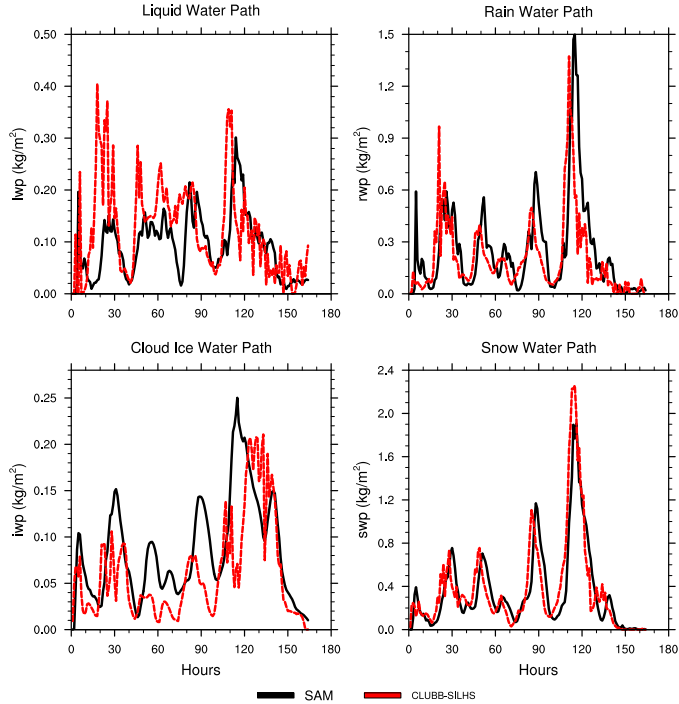 Liquid Water Path
Rain Water Path
0.50
0.40
0.30
0.20
0.10
0.00
lwp (kg/m²)
0 30 60 90 120 150 180
1.5
1.2
0.9
0.6
0.3
0.0
rwp (kg/m²)
0 30 60 90 120 150 180
Cloud Ice Water Path
Snow Water Path
0.25
0.20
0.15
0.10
0.05
0.00
iwp (kg/m²)
0 30 60 90 120 150 180
Hours
2.4
2.0
1.6
1.2
0.8
0.4
0.0
swp (kg/m²)
0 30 60 90 120 150 180
Hours
SAM CLUBB-SILHS